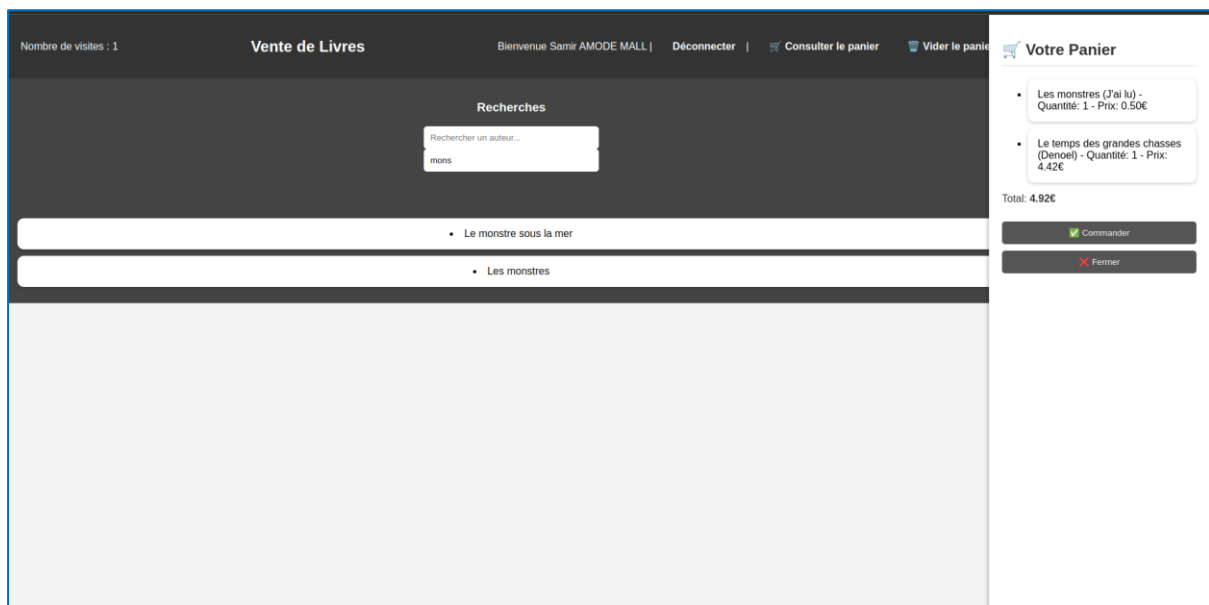 Nombre de visites : 1
Vente de Livres
Bienvenue Samir AMODE MALL |
Déconnecter |
🛒 Consulter le panier
🗑️ Vider le panie
Recherches
Rechercher un auteur...
mons
• Le monstre sous la mer
• Les monstres
🛒 Votre Panier
• Les monstres (J'ai lu) -
Quantité: 1 - Prix: 0.50€
• Le temps des grandes chasses
(Denoel) - Quantité: 1 - Prix:
4.42€
Total: 4.92€
✅ Commander
❌ Fermer